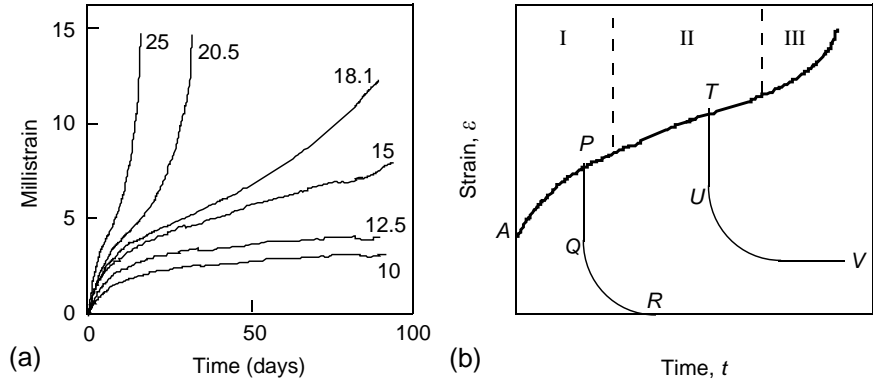 15
25
20.5
18.1
10
15
Millistrain
5
12.5
10
0
0
50
100
Time (days)
(a)
I
II
III
T
P
Strain, ε
U
A
Q
V
R
Time, t
(b)